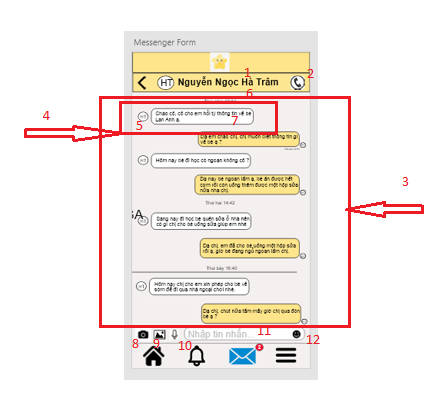 Messenger Form
1
HT Nguyễn Ngọc Hà Trâm
2
6
4
Chào cô, cô cho em hỏi tý thông tin về bé
Lan Anh ạ.
5
7
Dạ em chào chị, chị muốn biết thông tin gì
về bé ạ ?
Hôm nay bé đi học có ngoan không cô ?
Dạ nay bé ngoan lắm ạ, bé ăn được hết
cơm rồi còn uống thêm được một hộp sữa
nữa nha chị.
3
Thứ hai 14:42
3A
Sáng nay đi học bé quên sữa ở nhà nên
có gì chị cho bé uống sữa giúp em nhé
Dạ chị, em đã cho bé uống một hộp sữa
rồi ạ, giờ bé đang ngủ ngoan lắm chị.
Thứ bảy 16:40
Hôm nay chị cho em xin phép cho bé về
sớm để đi qua nhà ngoại chơi nhé.
Dạ chị, chút nữa tầm mấy giờ chị qua đón
bé ạ ?
Nhập tin nhắn...
11
8
9
10
12